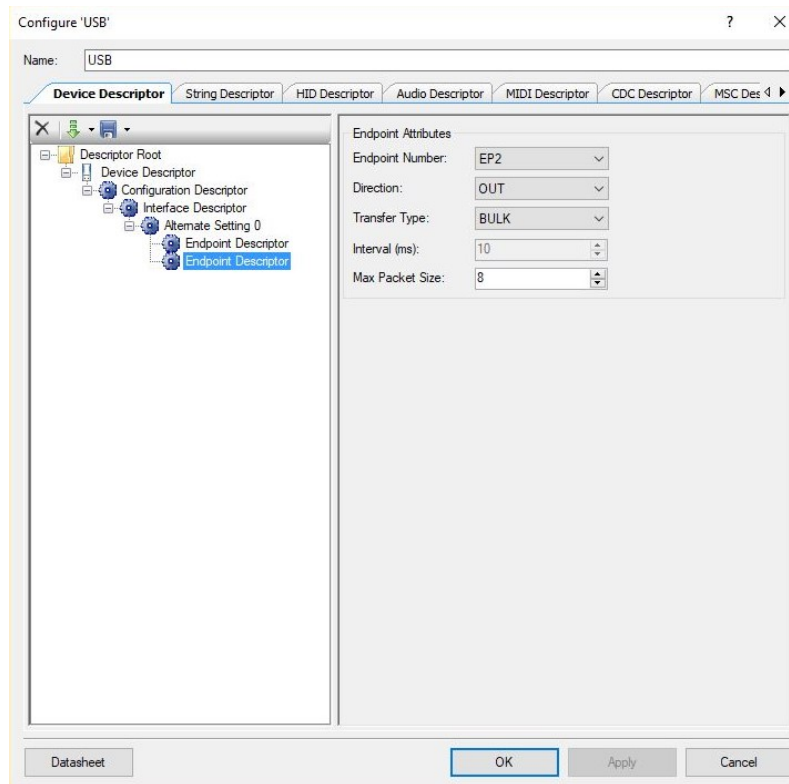 Configure 'USB'
?
Name:
USB
Device Descriptor
String Descriptor
HID Descriptor
Audio Descriptor
MIDI Descriptor
CDC Descriptor
MSC Des
Descriptor Root
Device Descriptor
Configuration Descriptor
Interface Descriptor
Alternate Setting 0
Endpoint Descriptor
Endpoint Descriptor
Endpoint Attributes
Endpoint Number:
EP2
Direction:
OUT
Transfer Type:
BULK
Interval (ms):
10
Max Packet Size:
8
Datasheet
OK
Apply
Cancel